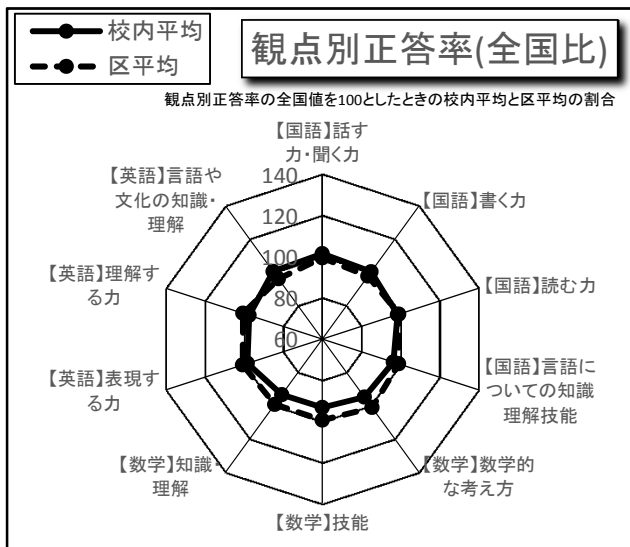 校内平均
区平均
観点別正答率(全国比)
観点別正答率の全国値を100としたときの校内平均と区平均の割合
【国語】話す
力・聞く力
【国語】書く力
【国語】読む力
【国語】言語に
ついての知識
理解技能
【数学】数学的
な考え方
【数学】技能
【数学】知識・
理解
【英語】表現す
る力
【英語】理解す
る力
【英語】言語や
文化の知識・
理解
140
120
100
80
60